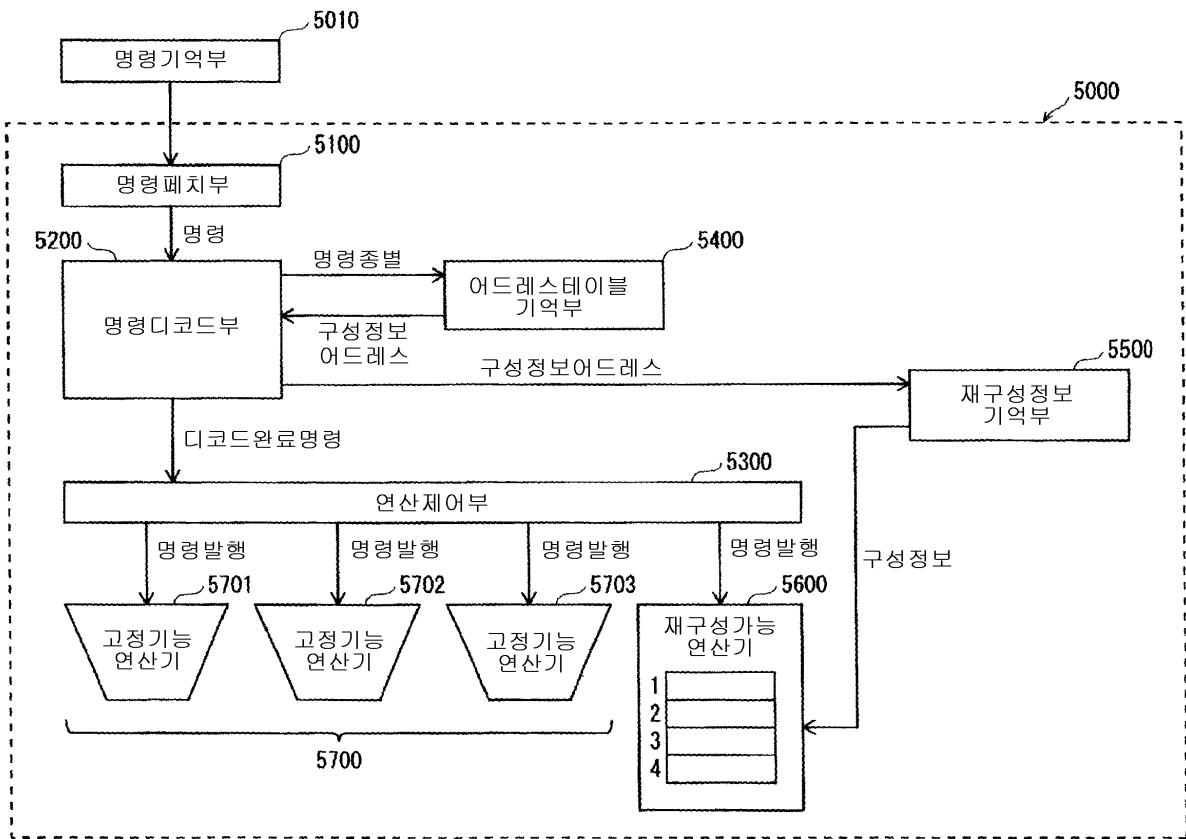 5010
명령기억부
5000
5100
명령페치부
명령
5200
명령디코드부
명령종별
5400
어드레스테이블
기억부
구성정보
어드레스
구성정보어드레스
5500
재구성정보
기억부
디코드완료명령
5300
연산제어부
명령발행
명령발행
명령발행
명령발행
구성정보
5701
고정기능
연산기
5702
고정기능
연산기
5703
고정기능
연산기
5600
재구성가능
연산기
1
2
3
4
5700